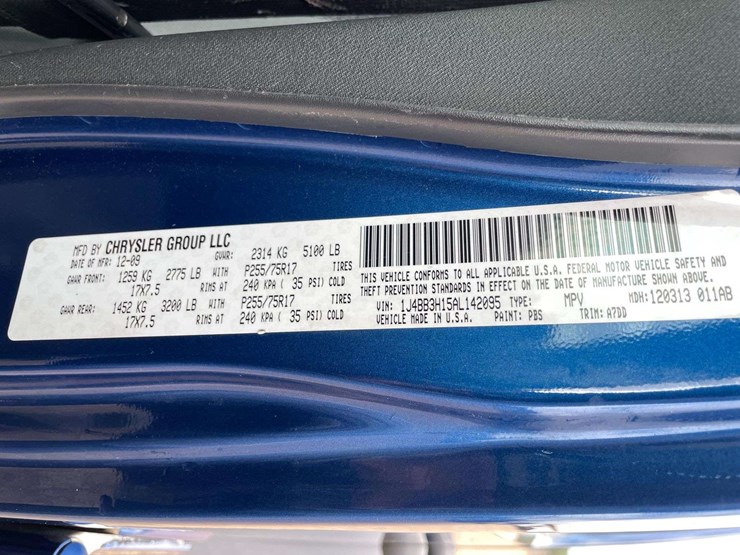 MFD BY CHRYSLER GROUP LLC
DATE OF MFR: 12-09 GVWR: 2314 KG 5100 LB
GAWR FRONT: 1259 KG 2775 LB WITH P255/75R17 TIRES
17X7.5 RIMS AT 240 KPA ( 35 PSI) COLD
GAWR REAR: 1452 KG 3200 LB WITH P255/75R17 TIRES
17X7.5 RIMS AT 240 KPA ( 35 PSI) COLD
THIS VEHICLE CONFORMS TO ALL APPLICABLE U.S.A. FEDERAL MOTOR VEHICLE SAFETY AND
THEFT PREVENTION STANDARDS IN EFFECT ON THE DATE OF MANUFACTURE SHOWN ABOVE.
VIN: 1J4BB3H15AL142095 TYPE: MPV MDH:120313 011AB
VEHICLE MADE IN U.S.A. PAINT: PBS TRIM: A7DD